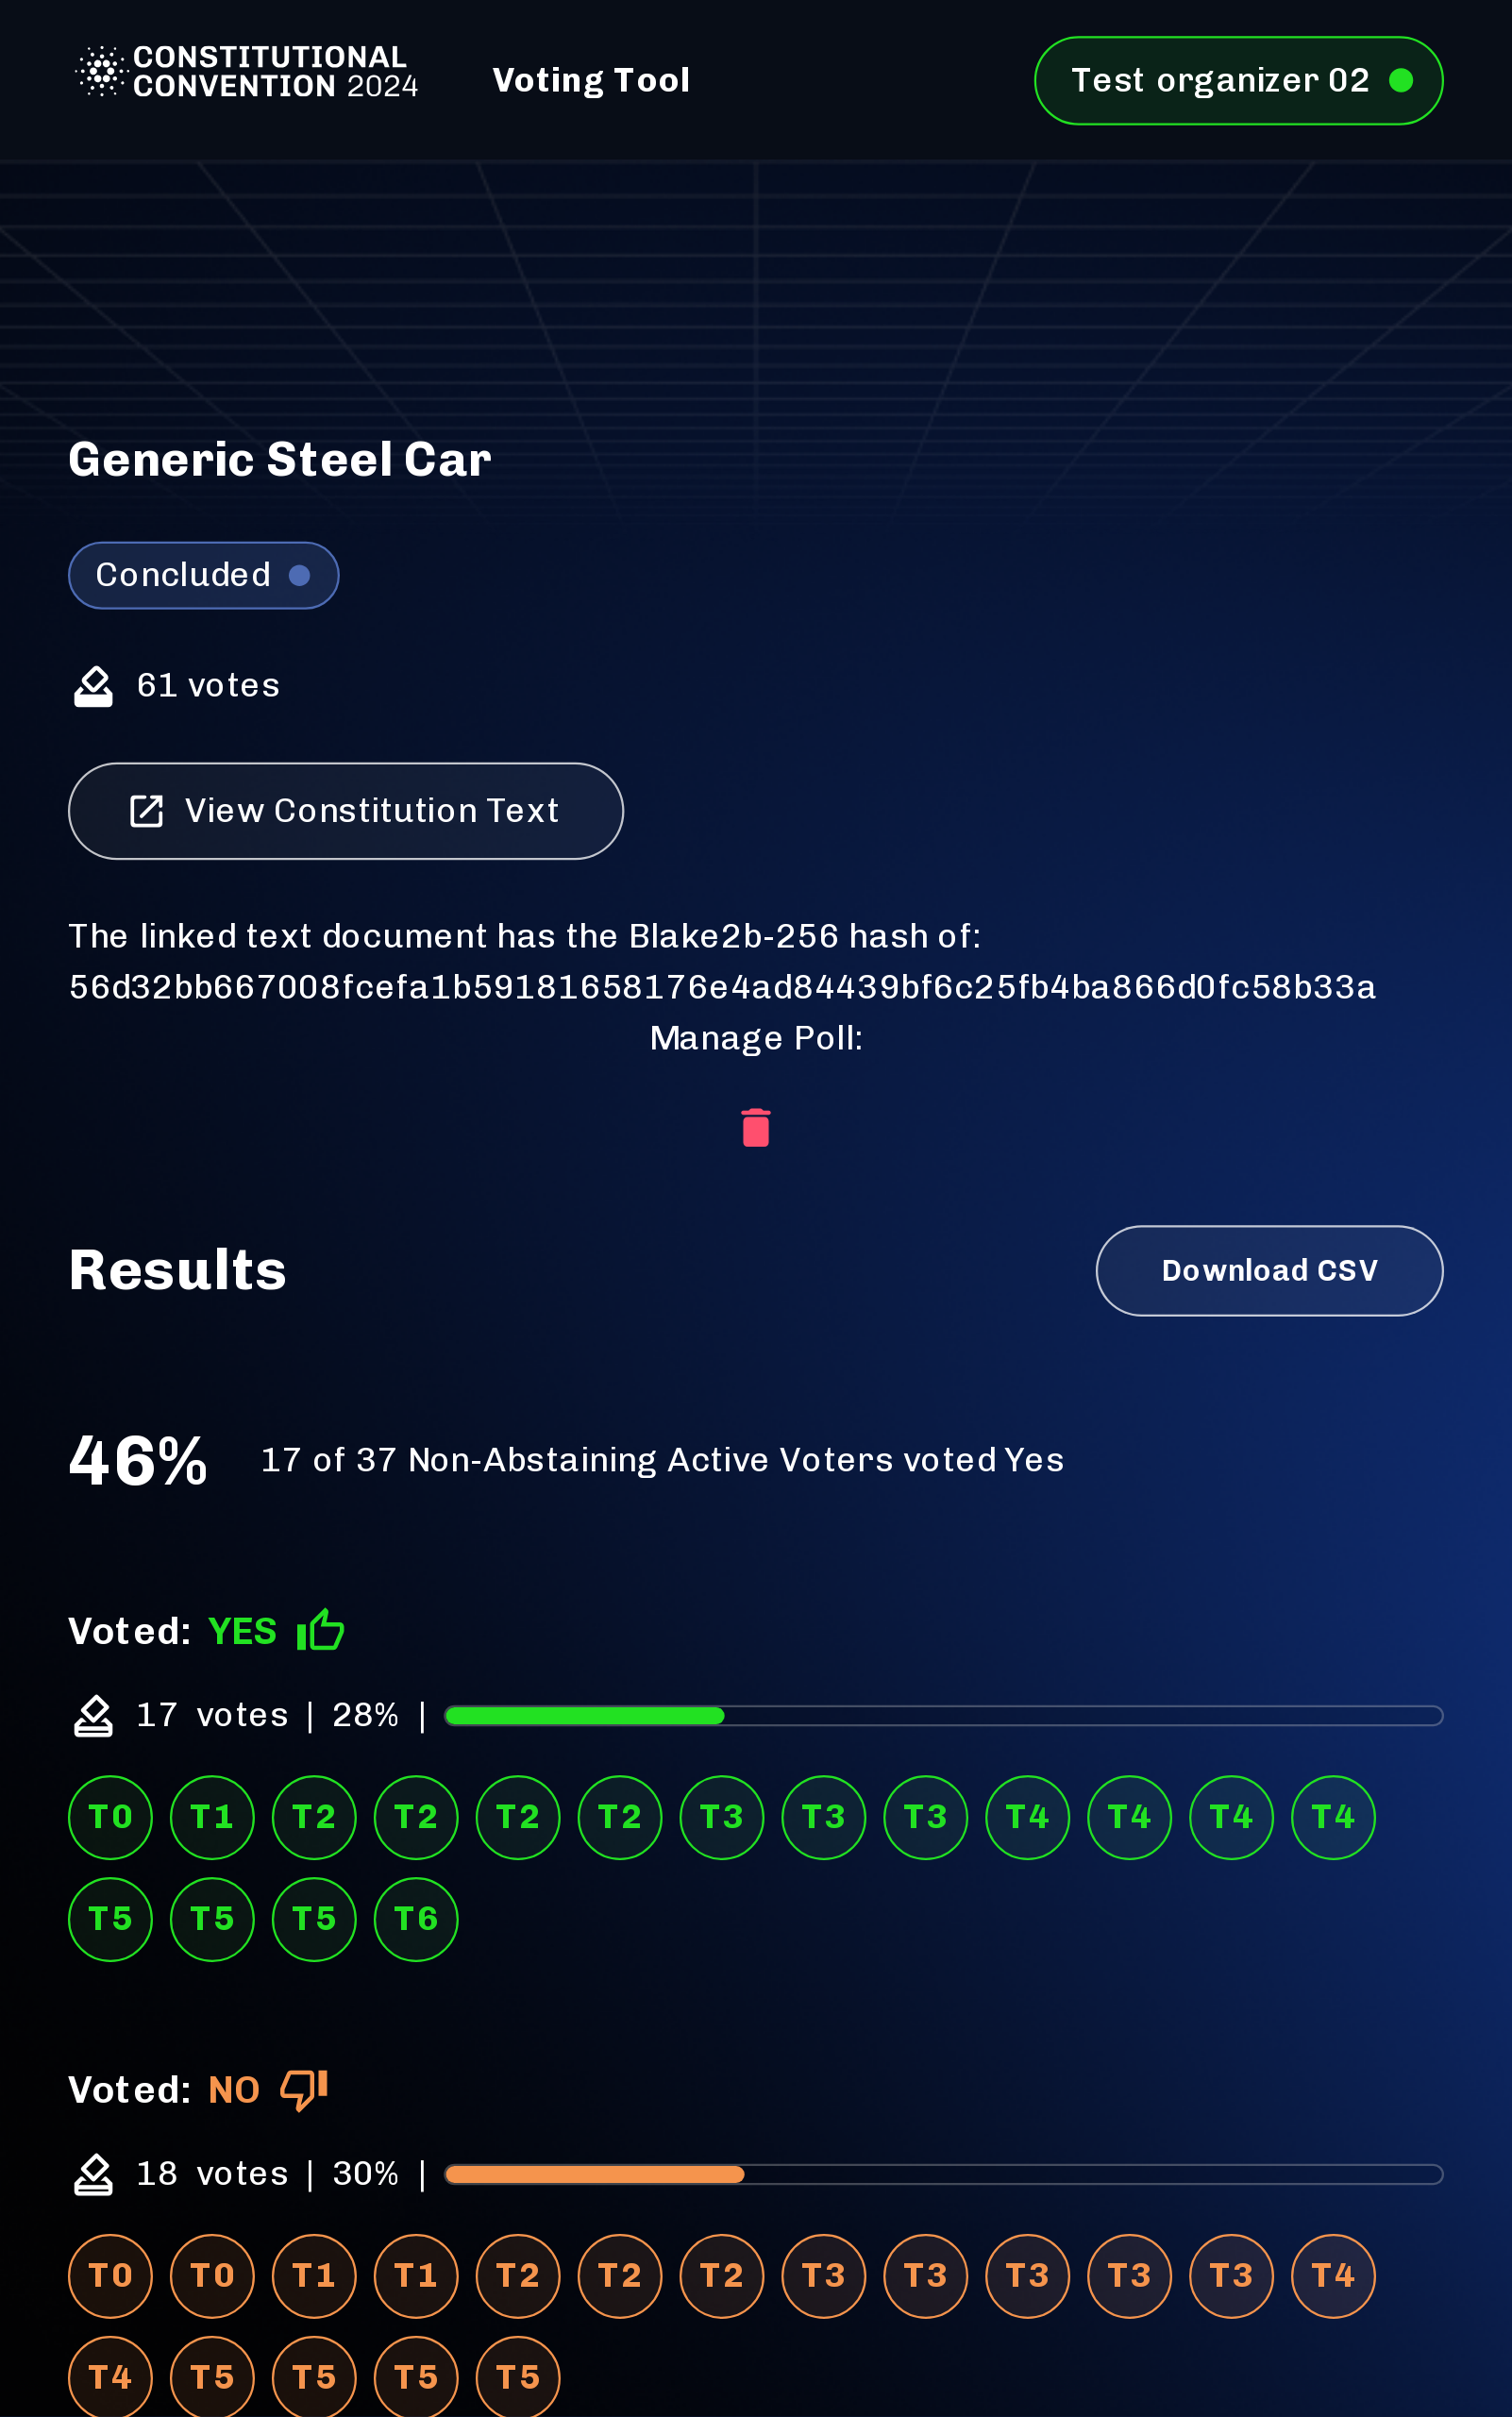 CONSTITUTIONAL
CONVENTION 2024
Voting Tool
Test organizer 02
Generic Steel Car
Concluded
61 votes
View Constitution Text
The linked text document has the Blake2b-256 hash of:
56d32bb667008fcefa1b59181658176e4ad84439bf6c25fb4ba866d0fc58b33a
Manage Poll:
Results
Download CSV
46%
17 of 37 Non-Abstaining Active Voters voted Yes
Voted: YES
17 votes | 28% |
T0 T1 T2 T2 T2 T2 T3 T3 T3 T4 T4 T4 T4
T5 T5 T5 T6
Voted: NO
18 votes | 30% |
T0 T0 T1 T1 T2 T2 T2 T3 T3 T3 T3 T3 T4
T4 T5 T5 T5 T5